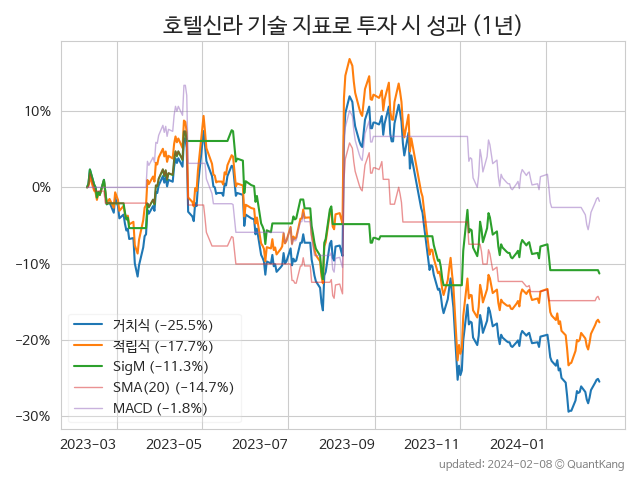 호텔신라 기술 지표로 투자 시 성과 (1년)
10%
0%
−10%
−20%
−30%
거치식 (−25.5%)
적립식 (−17.7%)
SigM (−11.3%)
SMA(20) (−14.7%)
MACD (−1.8%)
2023-03 2023-05 2023-07 2023-09 2023-11 2024-01
updated: 2024-02-08 © QuantKang